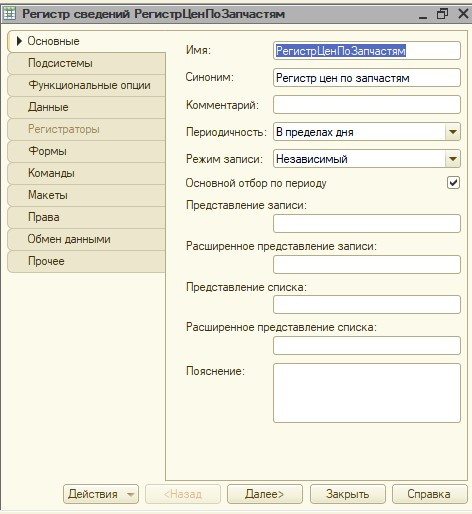 Регистр сведений РегистрЦенПоЗапчастям
Основные
Подсистемы
Функциональные опции
Данные
Регистраторы
Формы
Команды
Макеты
Права
Обмен данными
Прочее
Имя: РегистрЦенПоЗапчастям
Синоним: Регистр цен по запчастям
Комментарий:
Периодичность: В пределах дня
Режим записи: Независимый
Основной отбор по периоду
Представление записи:
Расширенное представление записи:
Представление списка:
Расширенное представление списка:
Пояснение:
Действия <Назад Далее> Закрыть Справка